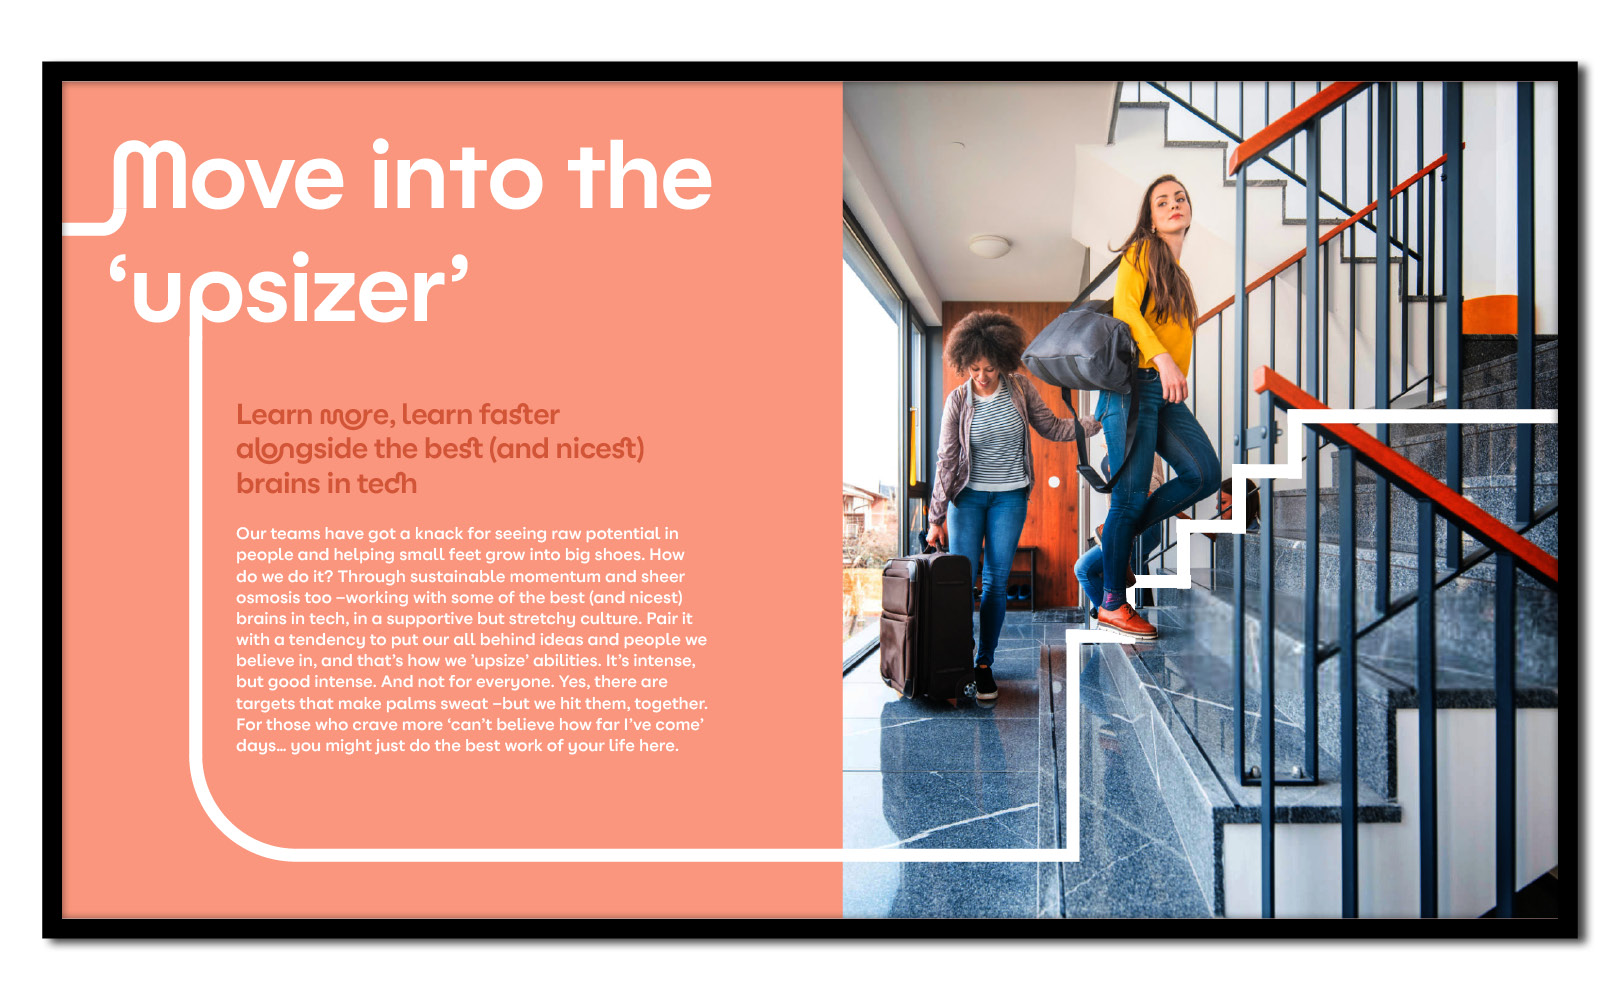 Move into the
‘upsizer’
Learn more, learn faster
alongside the best (and nicest)
brains in tech
Our teams have got a knack for seeing raw potential in
people and helping small feet grow into big shoes. How
do we do it? Through sustainable momentum and sheer
osmosis too –working with some of the best (and nicest)
brains in tech, in a supportive but stretchy culture. Pair it
with a tendency to put our all behind ideas and people we
believe in, and that’s how we ’upsize’ abilities. It’s intense,
but good intense. And not for everyone. Yes, there are
targets that make palms sweat –but we hit them, together.
For those who crave more ‘can’t believe how far I’ve come’
days... you might just do the best work of your life here.